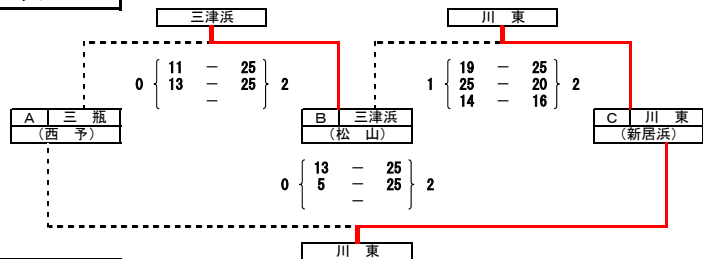 三津浜 川 東
11 － 25 19 － 25
0 13 － 25 2 1 25 － 20 2
－ 14 － 16
A 三 瓶 B 三津浜 C 川 東
(西 予) (松 山) (新居浜)
13 － 25
0 5 － 25 2
－
川 東